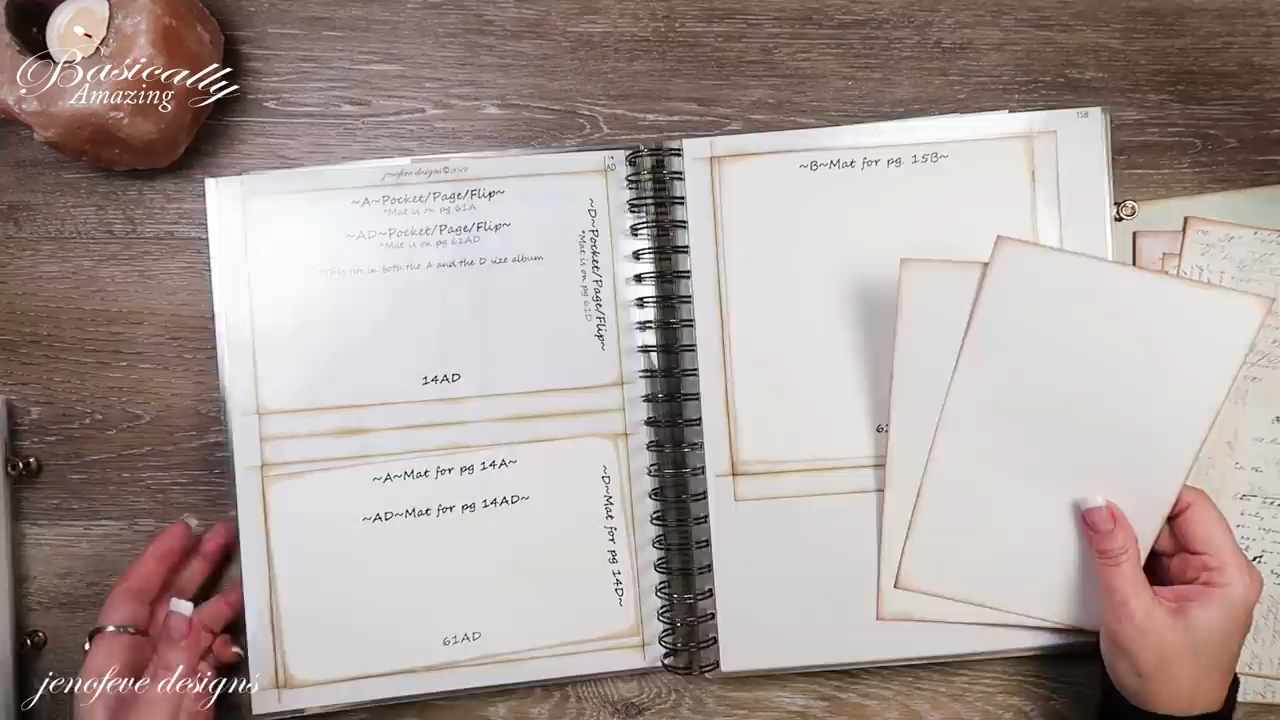 Basically
Amazing
jenofeve designs©2019
AD
~A~Pocket/Page/Flip~
*Mat is on pg 61A
~AD~Pocket/Page/Flip~
*Mat is on pg 61AD
in both the A and the D size album
14AD
~D~Pocket/Page/Flip~
*Mat is on pg 61D
~A~Mat for pg 14A~
~AD~Mat for pg 14AD~
61AD
~D~Mat for pg 14D~
15B
~B~Mat for pg. 15B~
jenofeve designs